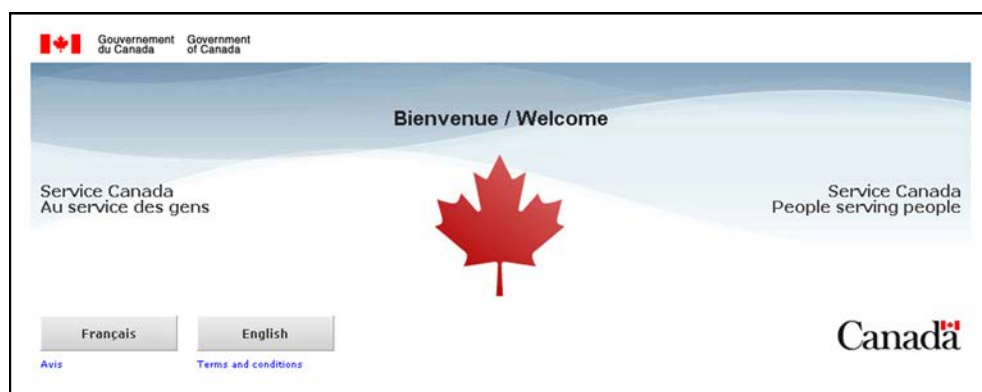 Gouvernement
du Canada
Government
of Canada
Bienvenue / Welcome
Service Canada
Au service des gens
Service Canada
People serving people
Français
English
Avis
Terms and conditions
Canada